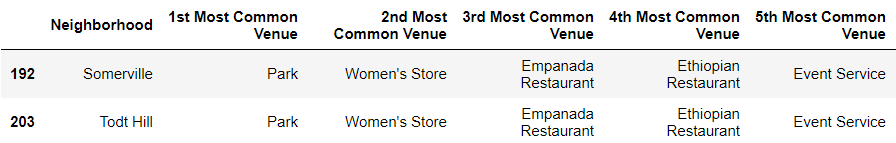 Neighborhood 1st Most Common Venue 2nd Most Common Venue 3rd Most Common Venue 4th Most Common Venue 5th Most Common Venue
192 Somerville Park Women's Store Empanada Restaurant Ethiopian Restaurant Event Service
203 Todt Hill Park Women's Store Empanada Restaurant Ethiopian Restaurant Event Service